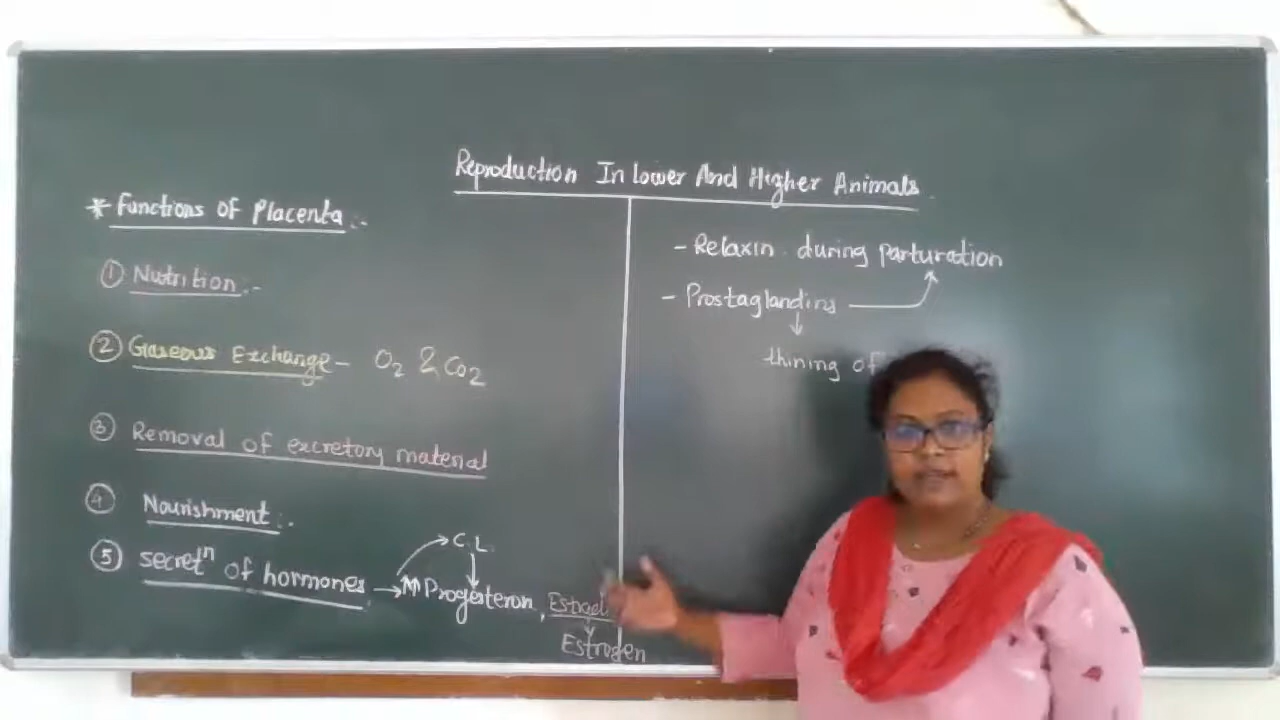 Reproduction In Lower And Higher Animals
* Functions Of Placenta :-
① Nutrition :-
② Gaseous Exchange - O2 & CO2
③ Removal of excretory material
④ Nourishment :-
⑤ secretⁿ of hormones → Progesteron,
C.L.
Estrogen
- Relaxin during parturation
- Prostaglandins
thining of